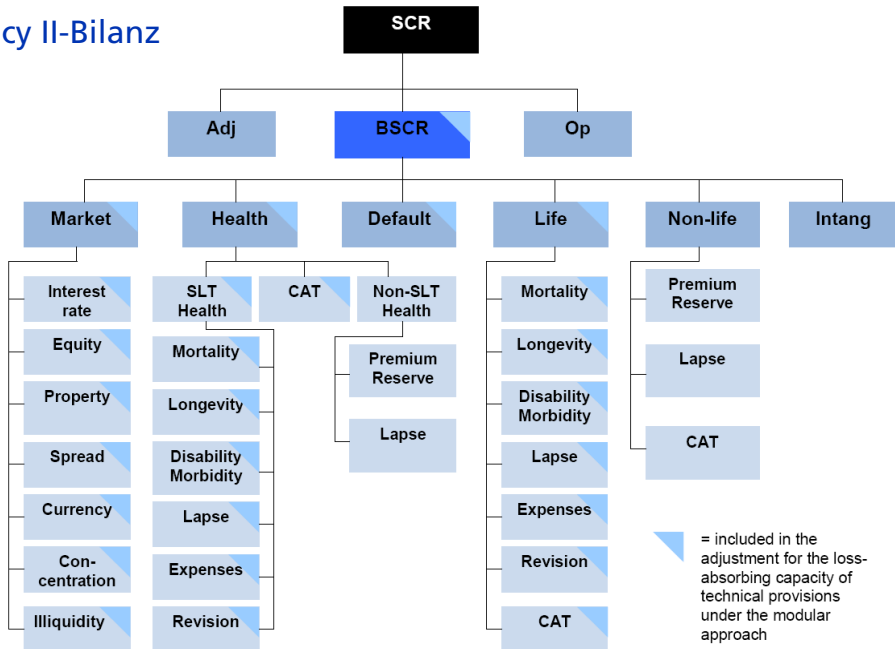 cy II-Bilanz
SCR
Adj
BSCR
Op
Market
Health
Default
Life
Non-life
Intang
Interest
rate
Equity
Property
Spread
Currency
Con-
centration
Illiquidity
SLT
Health
CAT
Non-SLT
Health
Mortality
Longevity
Disability
Morbidity
Lapse
Expenses
Revision
Premium
Reserve
Lapse
Mortality
Longevity
Disability
Morbidity
Lapse
Expenses
Revision
CAT
Premium
Reserve
Lapse
CAT
= included in the
adjustment for the loss-
absorbing capacity of
technical provisions
under the modular
approach